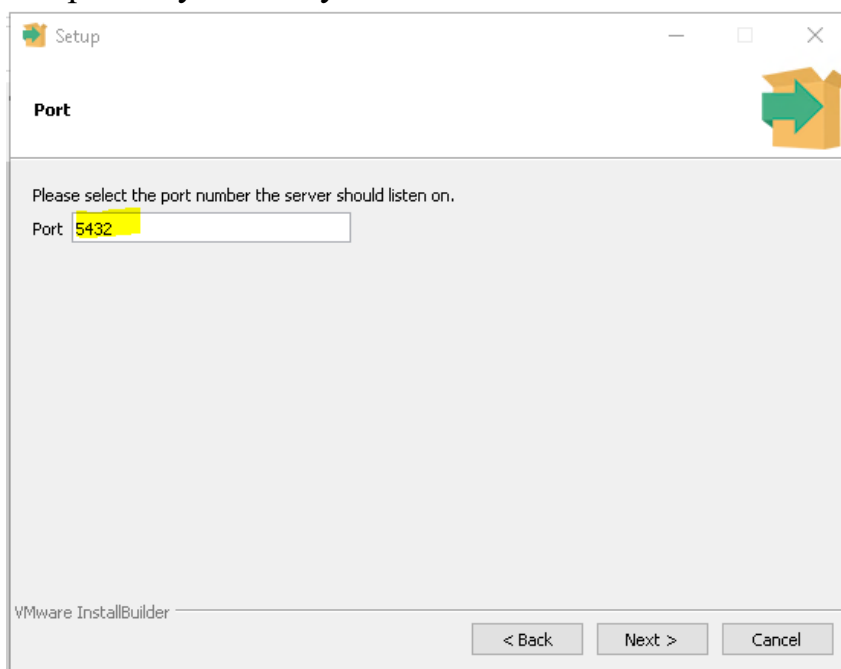 Setup
Port
Please select the port number the server should listen on.
Port 5432
VMware InstallBuilder
< Back Next > Cancel